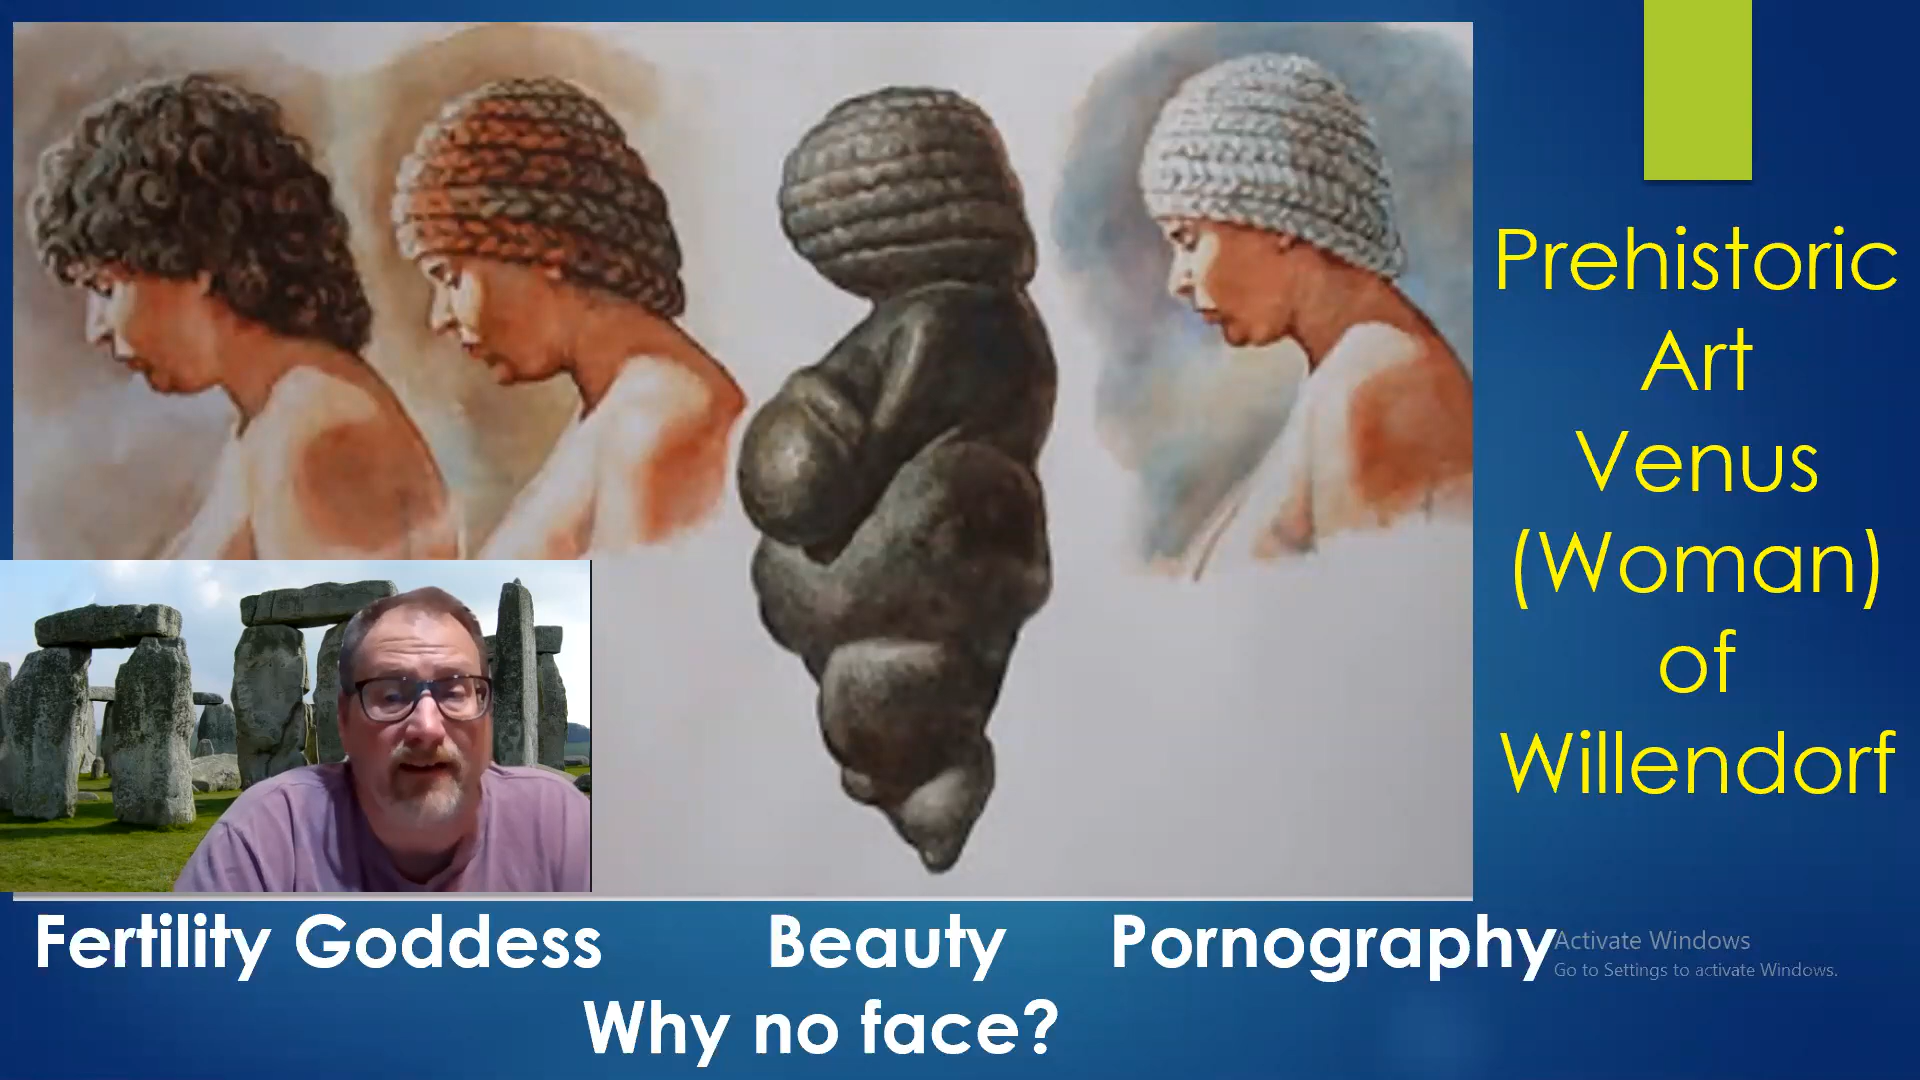 Prehistoric
Art
Venus
(Woman)
of
Willendorf
Fertility Goddess Beauty Pornography
Why no face?
Activate Windows
Go to Settings to activate Windows.